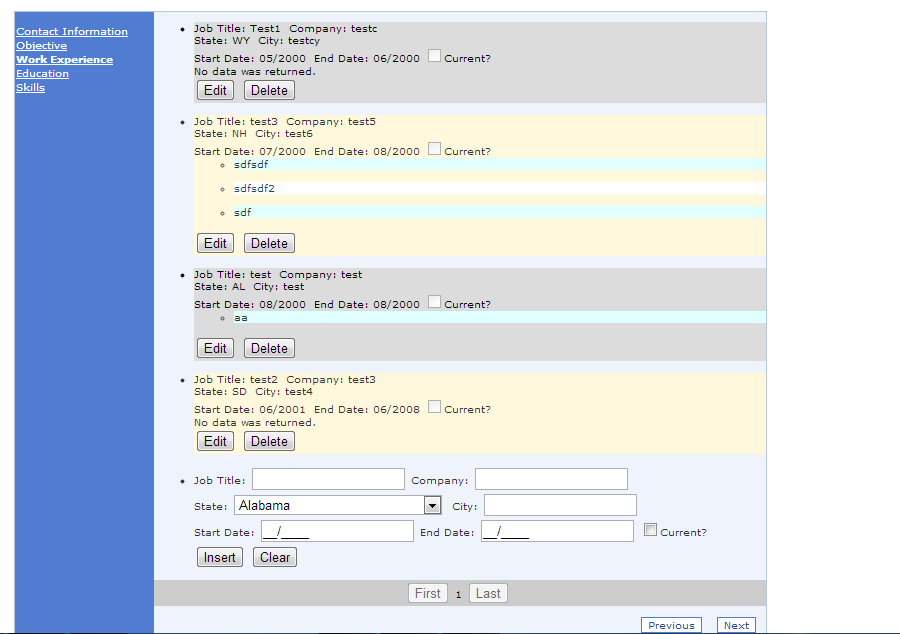 Contact Information
Objective
Work Experience
Education
Skills
Job Title: Test1 Company: testc
State: WY City: testcy
Start Date: 05/2000 End Date: 06/2000 Current?
No data was returned.
Edit Delete
Job Title: test3 Company: test5
State: NH City: test6
Start Date: 07/2000 End Date: 08/2000 Current?
sdfsdf
sdfsdf2
sdf
Edit Delete
Job Title: test Company: test
State: AL City: test
Start Date: 08/2000 End Date: 08/2000 Current?
aa
Edit Delete
Job Title: test2 Company: test3
State: SD City: test4
Start Date: 06/2001 End Date: 06/2008 Current?
No data was returned.
Edit Delete
Job Title: Company:
State: Alabama City:
Start Date: __/____ End Date: __/____ Current?
Insert Clear
First 1 Last
Previous Next